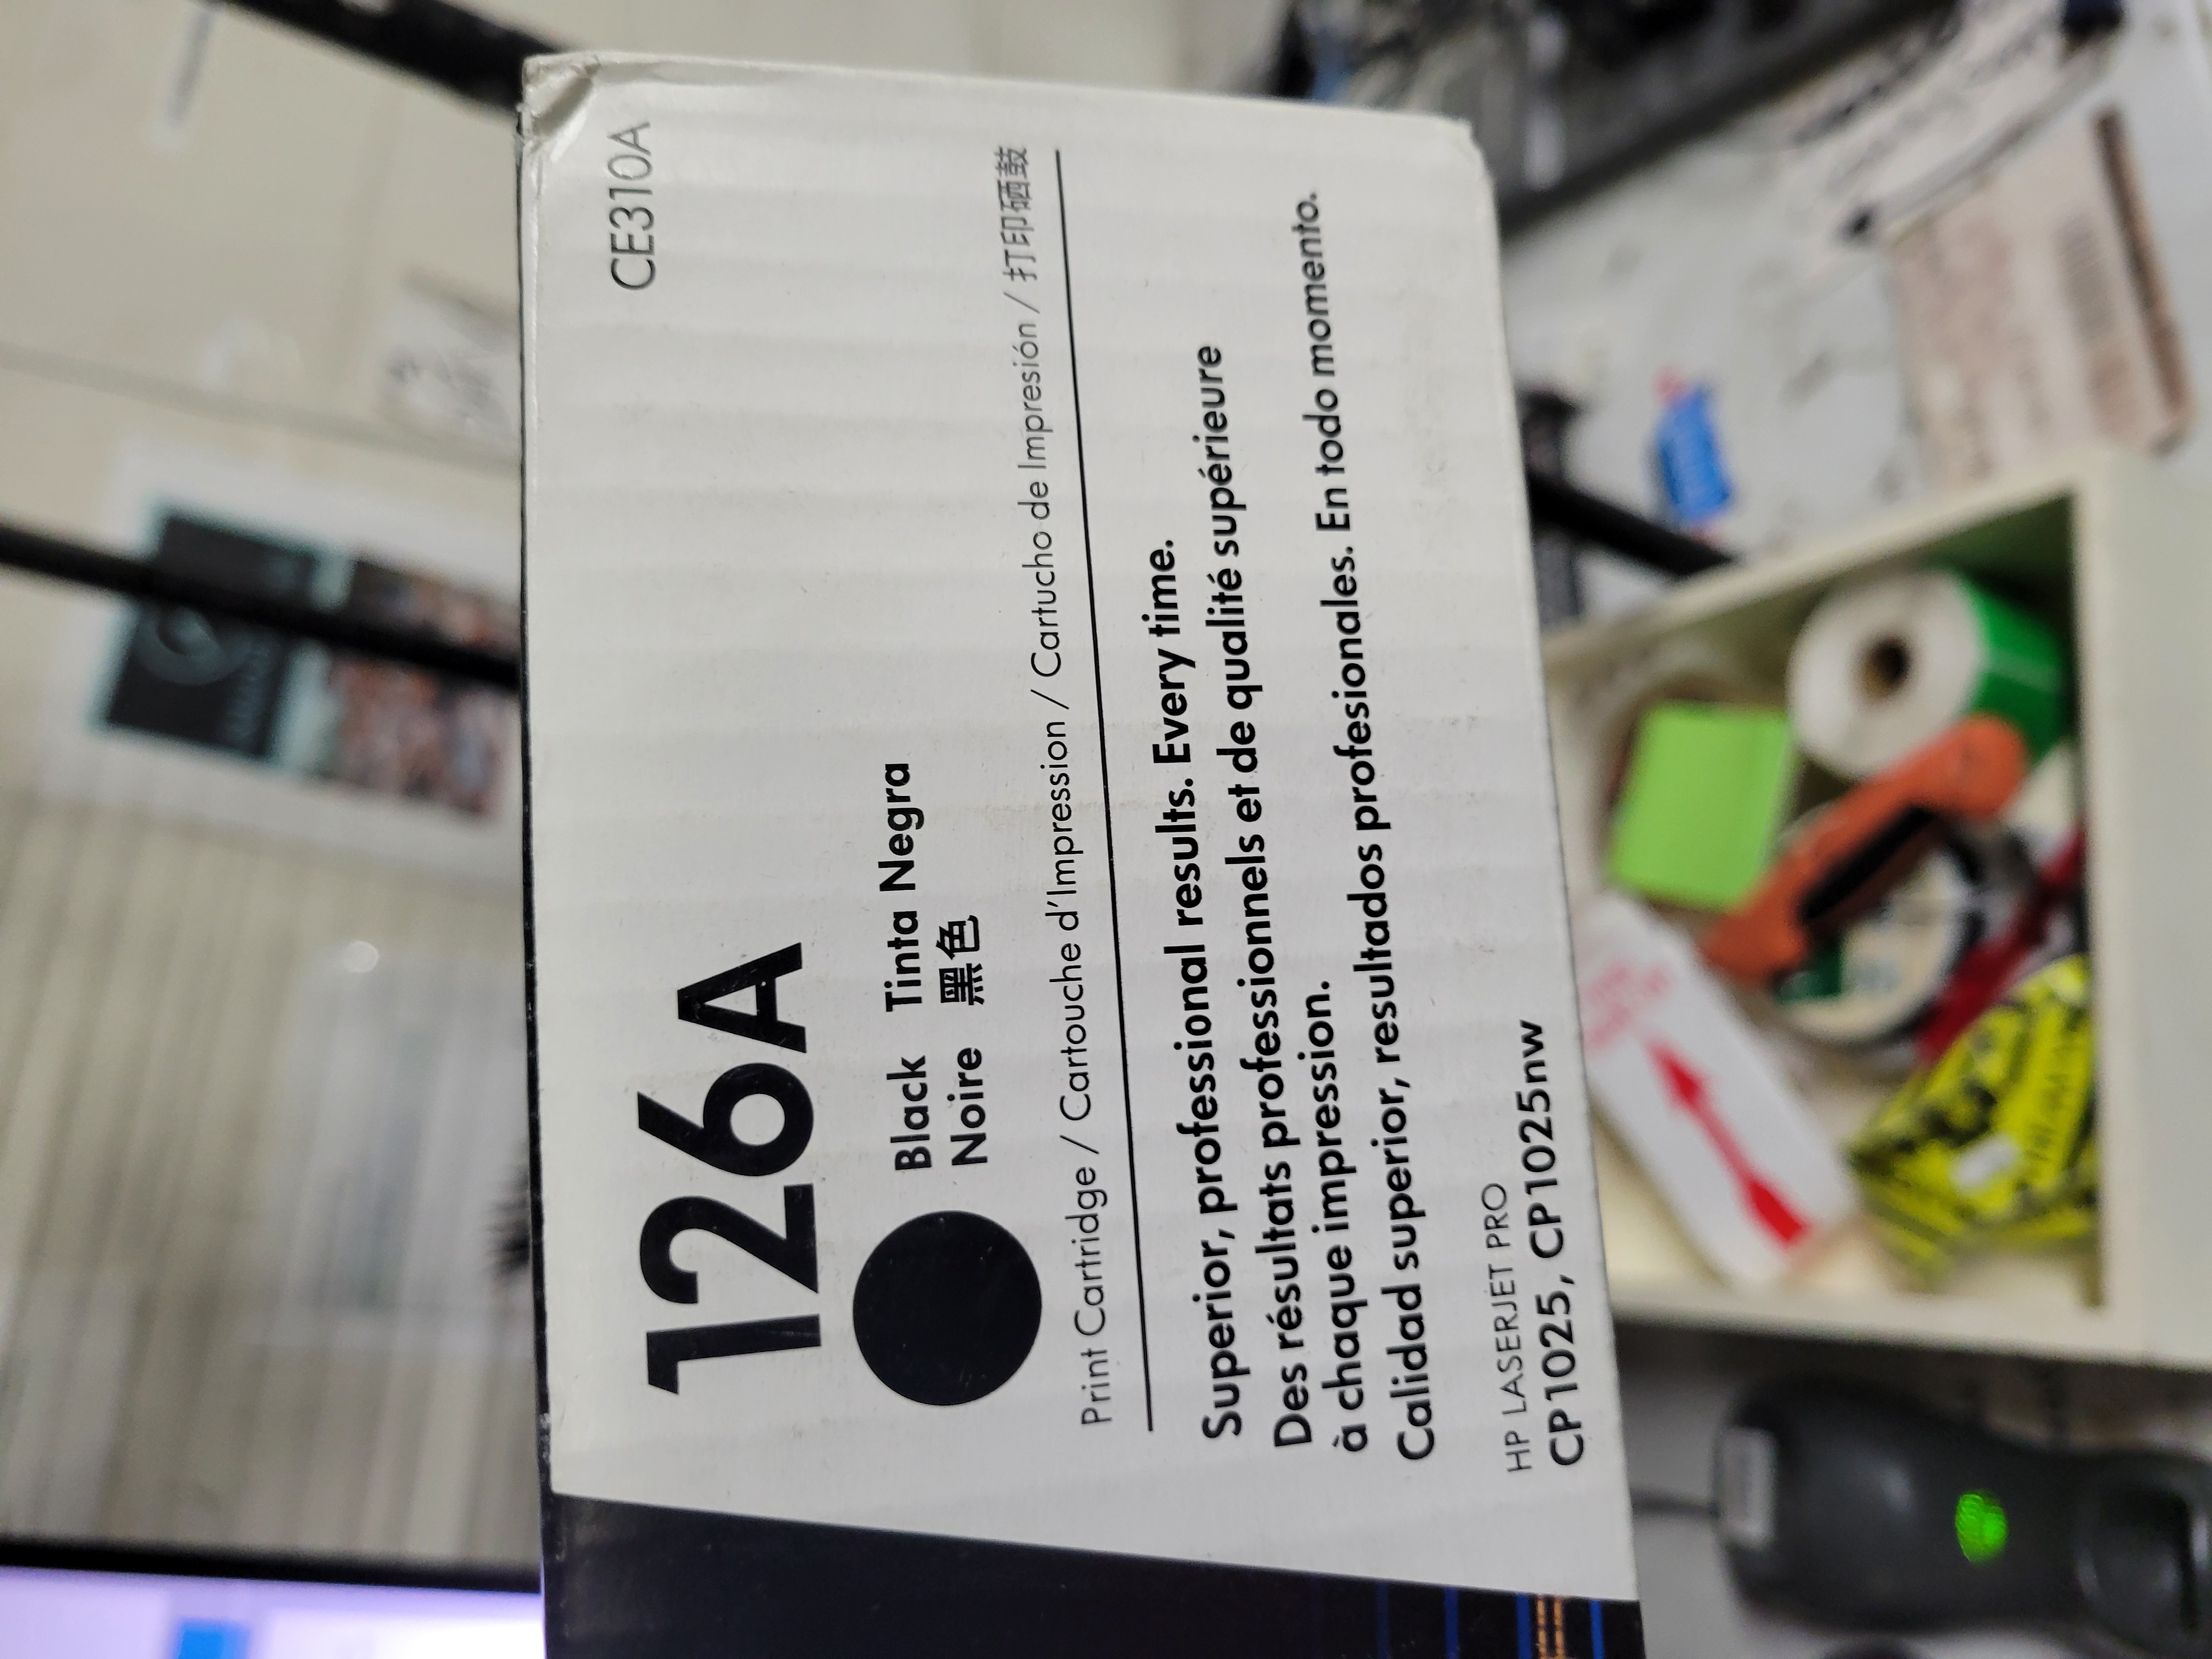 CE310A
126A
Black Tinta Negra
Noire 黑色
Print Cartridge / Cartouche d'Impression / Cartucho de Impresión / 打印硒鼓
Superior, professional results. Every time.
Des résultats professionnels et de qualité supérieure
à chaque impression.
Calidad superior, resultados profesionales. En todo momento.
HP LASERJET PRO
CP1025, CP1025nw